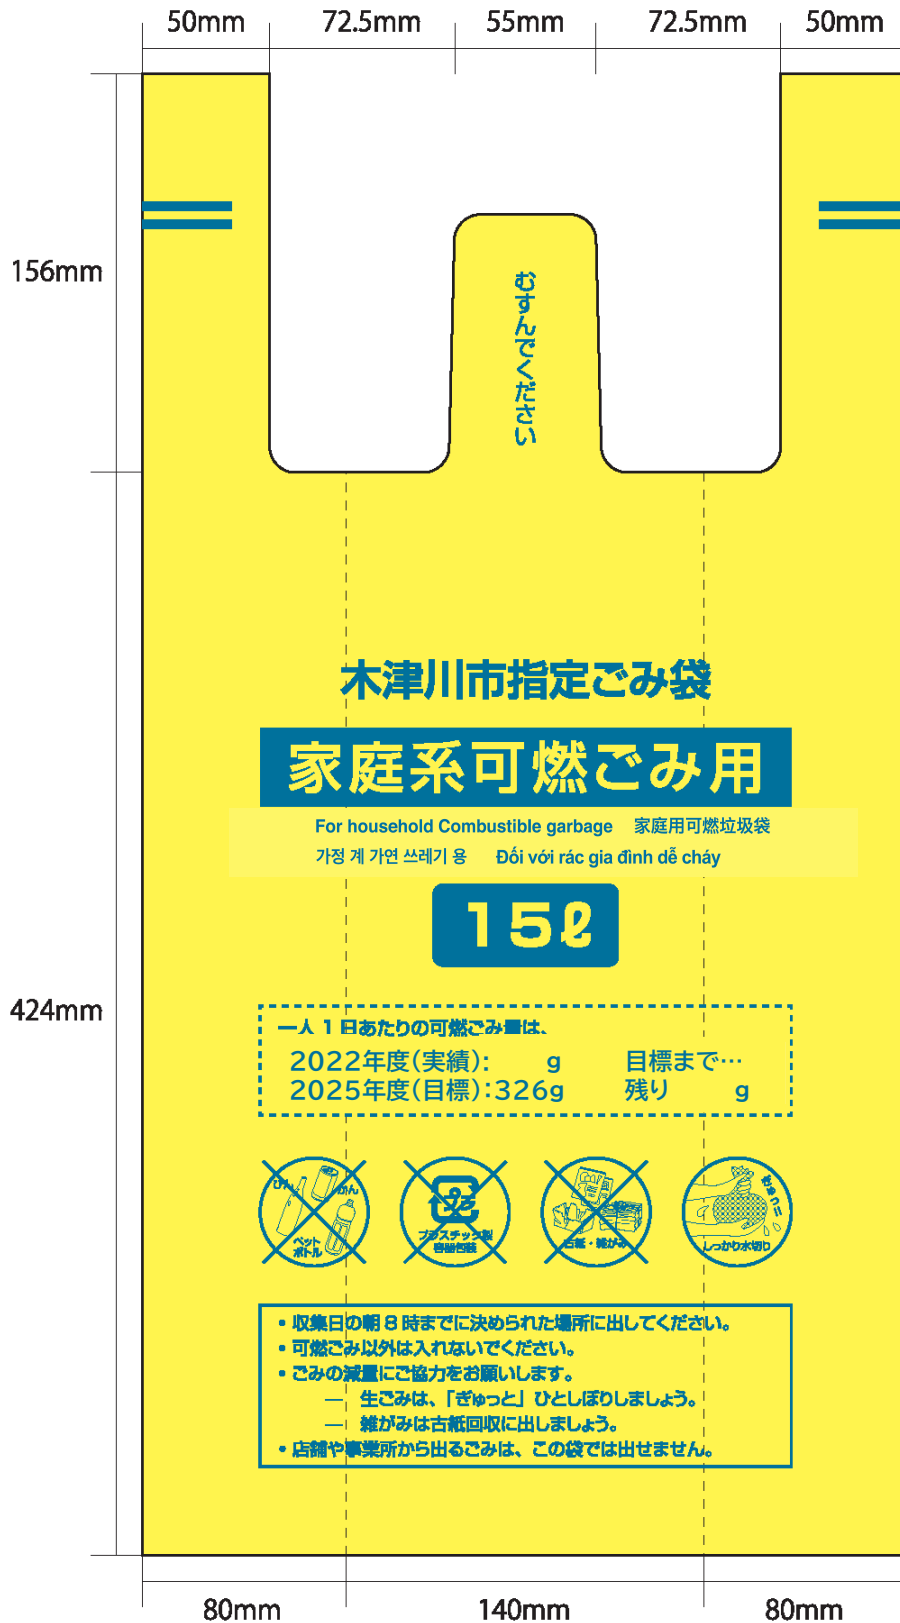 50mm 72.5mm 55mm 72.5mm 50mm
156mm
むすんでください
木津川市指定ごみ袋
家庭系可燃ごみ用
For household Combustible garbage 家庭用可燃垃圾袋
가정 계 가연 쓰레기 용 Đối với rác gia đình dễ cháy
15ℓ
424mm
一人1日あたりの可燃ごみ量は、
2022年度(実績): g 目標まで…
2025年度(目標):326g 残り g
びん かん
ペット
ボトル
プラ
プラスチック製
容器包装
古紙・雑がみ
ぎゅっと
しっかり水切り
・収集日の朝8時までに決められた場所に出してください。
・可燃ごみ以外は入れないでください。
・ごみの減量にご協力をお願いします。
― 生ごみは、「ぎゅっと」ひとしぼりしましょう。
― 雑がみは古紙回収に出しましょう。
・店舗や事業所から出るごみは、この袋では出せません。
80mm 140mm 80mm